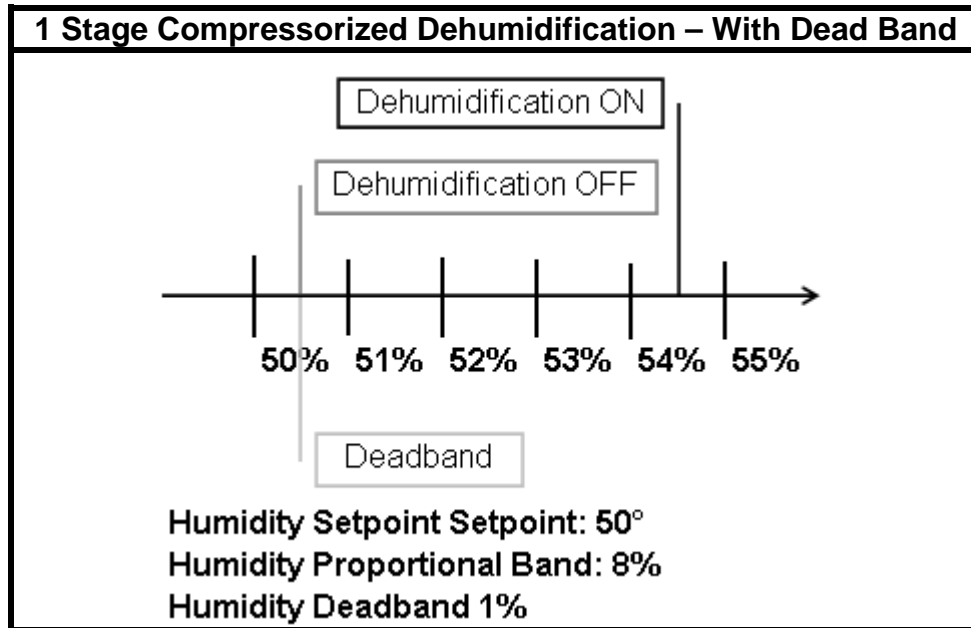 1 Stage Compressorized Dehumidification – With Dead Band
Dehumidification ON
Dehumidification OFF
50% 51% 52% 53% 54% 55%
Deadband
Humidity Setpoint Setpoint: 50°
Humidity Proportional Band: 8%
Humidity Deadband 1%